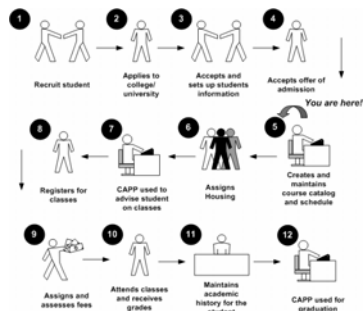 1
2
3
4
Recruit student
Applies to
college/
university
Accepts and
sets up students
information
Accepts offer of
admission
You are here!
8
7
6
5
Registers for
classes
CAPP used to
advise student
on classes
Assigns
Housing
Creates and
maintains
course catalog
and schedule
9
10
11
12
Assigns and
assesses fees
Attends classes
and receives
grades
Maintains
academic
history for the
CAPP used for
graduation